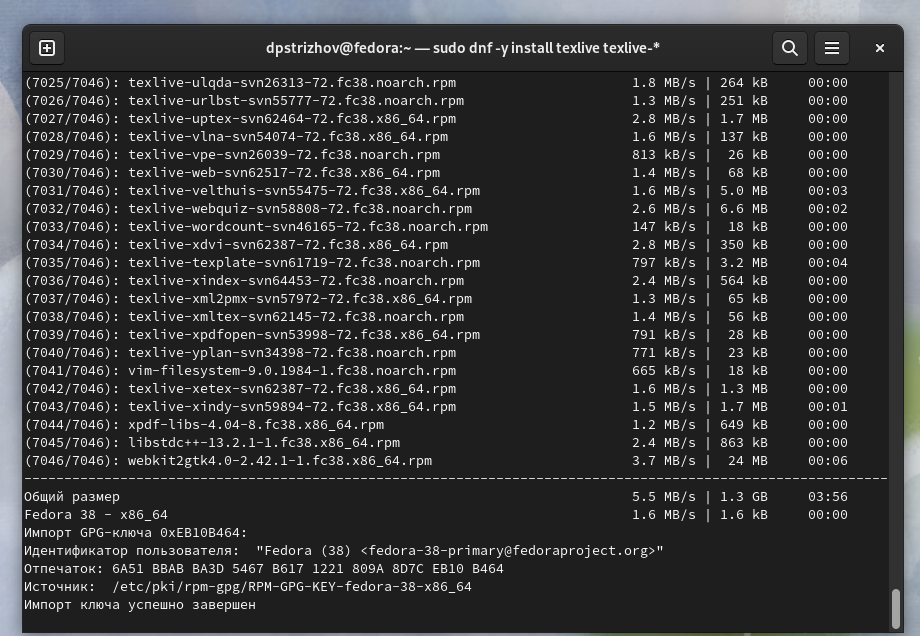 dpstrizhov@fedora:~ — sudo dnf -y install texlive texlive-*
(7025/7046): texlive-ulqda-svn26313-72.fc38.noarch.rpm 1.8 MB/s | 264 kB 00:00
(7026/7046): texlive-urlbst-svn55777-72.fc38.noarch.rpm 1.3 MB/s | 251 kB 00:00
(7027/7046): texlive-uptex-svn62464-72.fc38.x86_64.rpm 2.8 MB/s | 1.7 MB 00:00
(7028/7046): texlive-vlna-svn54074-72.fc38.x86_64.rpm 1.6 MB/s | 137 kB 00:00
(7029/7046): texlive-vpe-svn26039-72.fc38.noarch.rpm 813 kB/s | 26 kB 00:00
(7030/7046): texlive-web-svn62517-72.fc38.x86_64.rpm 1.4 MB/s | 68 kB 00:00
(7031/7046): texlive-velthuis-svn55475-72.fc38.x86_64.rpm 1.6 MB/s | 5.0 MB 00:03
(7032/7046): texlive-webquiz-svn58808-72.fc38.noarch.rpm 2.6 MB/s | 6.6 MB 00:02
(7033/7046): texlive-wordcount-svn46165-72.fc38.noarch.rpm 147 kB/s | 18 kB 00:00
(7034/7046): texlive-xdvi-svn62387-72.fc38.x86_64.rpm 2.8 MB/s | 350 kB 00:00
(7035/7046): texlive-texplate-svn61719-72.fc38.noarch.rpm 797 kB/s | 3.2 MB 00:04
(7036/7046): texlive-xindex-svn64453-72.fc38.noarch.rpm 2.4 MB/s | 564 kB 00:00
(7037/7046): texlive-xml2pmx-svn57972-72.fc38.x86_64.rpm 1.3 MB/s | 65 kB 00:00
(7038/7046): texlive-xmltex-svn62145-72.fc38.noarch.rpm 1.4 MB/s | 56 kB 00:00
(7039/7046): texlive-xpdfopen-svn53998-72.fc38.x86_64.rpm 791 kB/s | 28 kB 00:00
(7040/7046): texlive-yplan-svn34398-72.fc38.noarch.rpm 771 kB/s | 23 kB 00:00
(7041/7046): vim-filesystem-9.0.1984-1.fc38.noarch.rpm 665 kB/s | 18 kB 00:00
(7042/7046): texlive-xetex-svn62387-72.fc38.x86_64.rpm 1.6 MB/s | 1.3 MB 00:00
(7043/7046): texlive-xindy-svn59894-72.fc38.x86_64.rpm 1.5 MB/s | 1.7 MB 00:01
(7044/7046): xpdf-libs-4.04-8.fc38.x86_64.rpm 1.2 MB/s | 649 kB 00:00
(7045/7046): libstdc++-13.2.1-1.fc38.x86_64.rpm 2.4 MB/s | 863 kB 00:00
(7046/7046): webkit2gtk4.0-2.42.1-1.fc38.x86_64.rpm 3.7 MB/s | 24 MB 00:06
--------------------------------------------------------------------------------
Общий размер 5.5 MB/s | 1.3 GB 03:56
Fedora 38 - x86_64 1.6 MB/s | 1.6 kB 00:00
Импорт GPG-ключа 0xEB10B464:
Идентификатор пользователя: "Fedora (38) <fedora-38-primary@fedoraproject.org>"
Отпечаток: 6A51 BBAB BA3D 5467 B617 1221 809A 8D7C EB10 B464
Источник: /etc/pki/rpm-gpg/RPM-GPG-KEY-fedora-38-x86_64
Импорт ключа успешно завершен